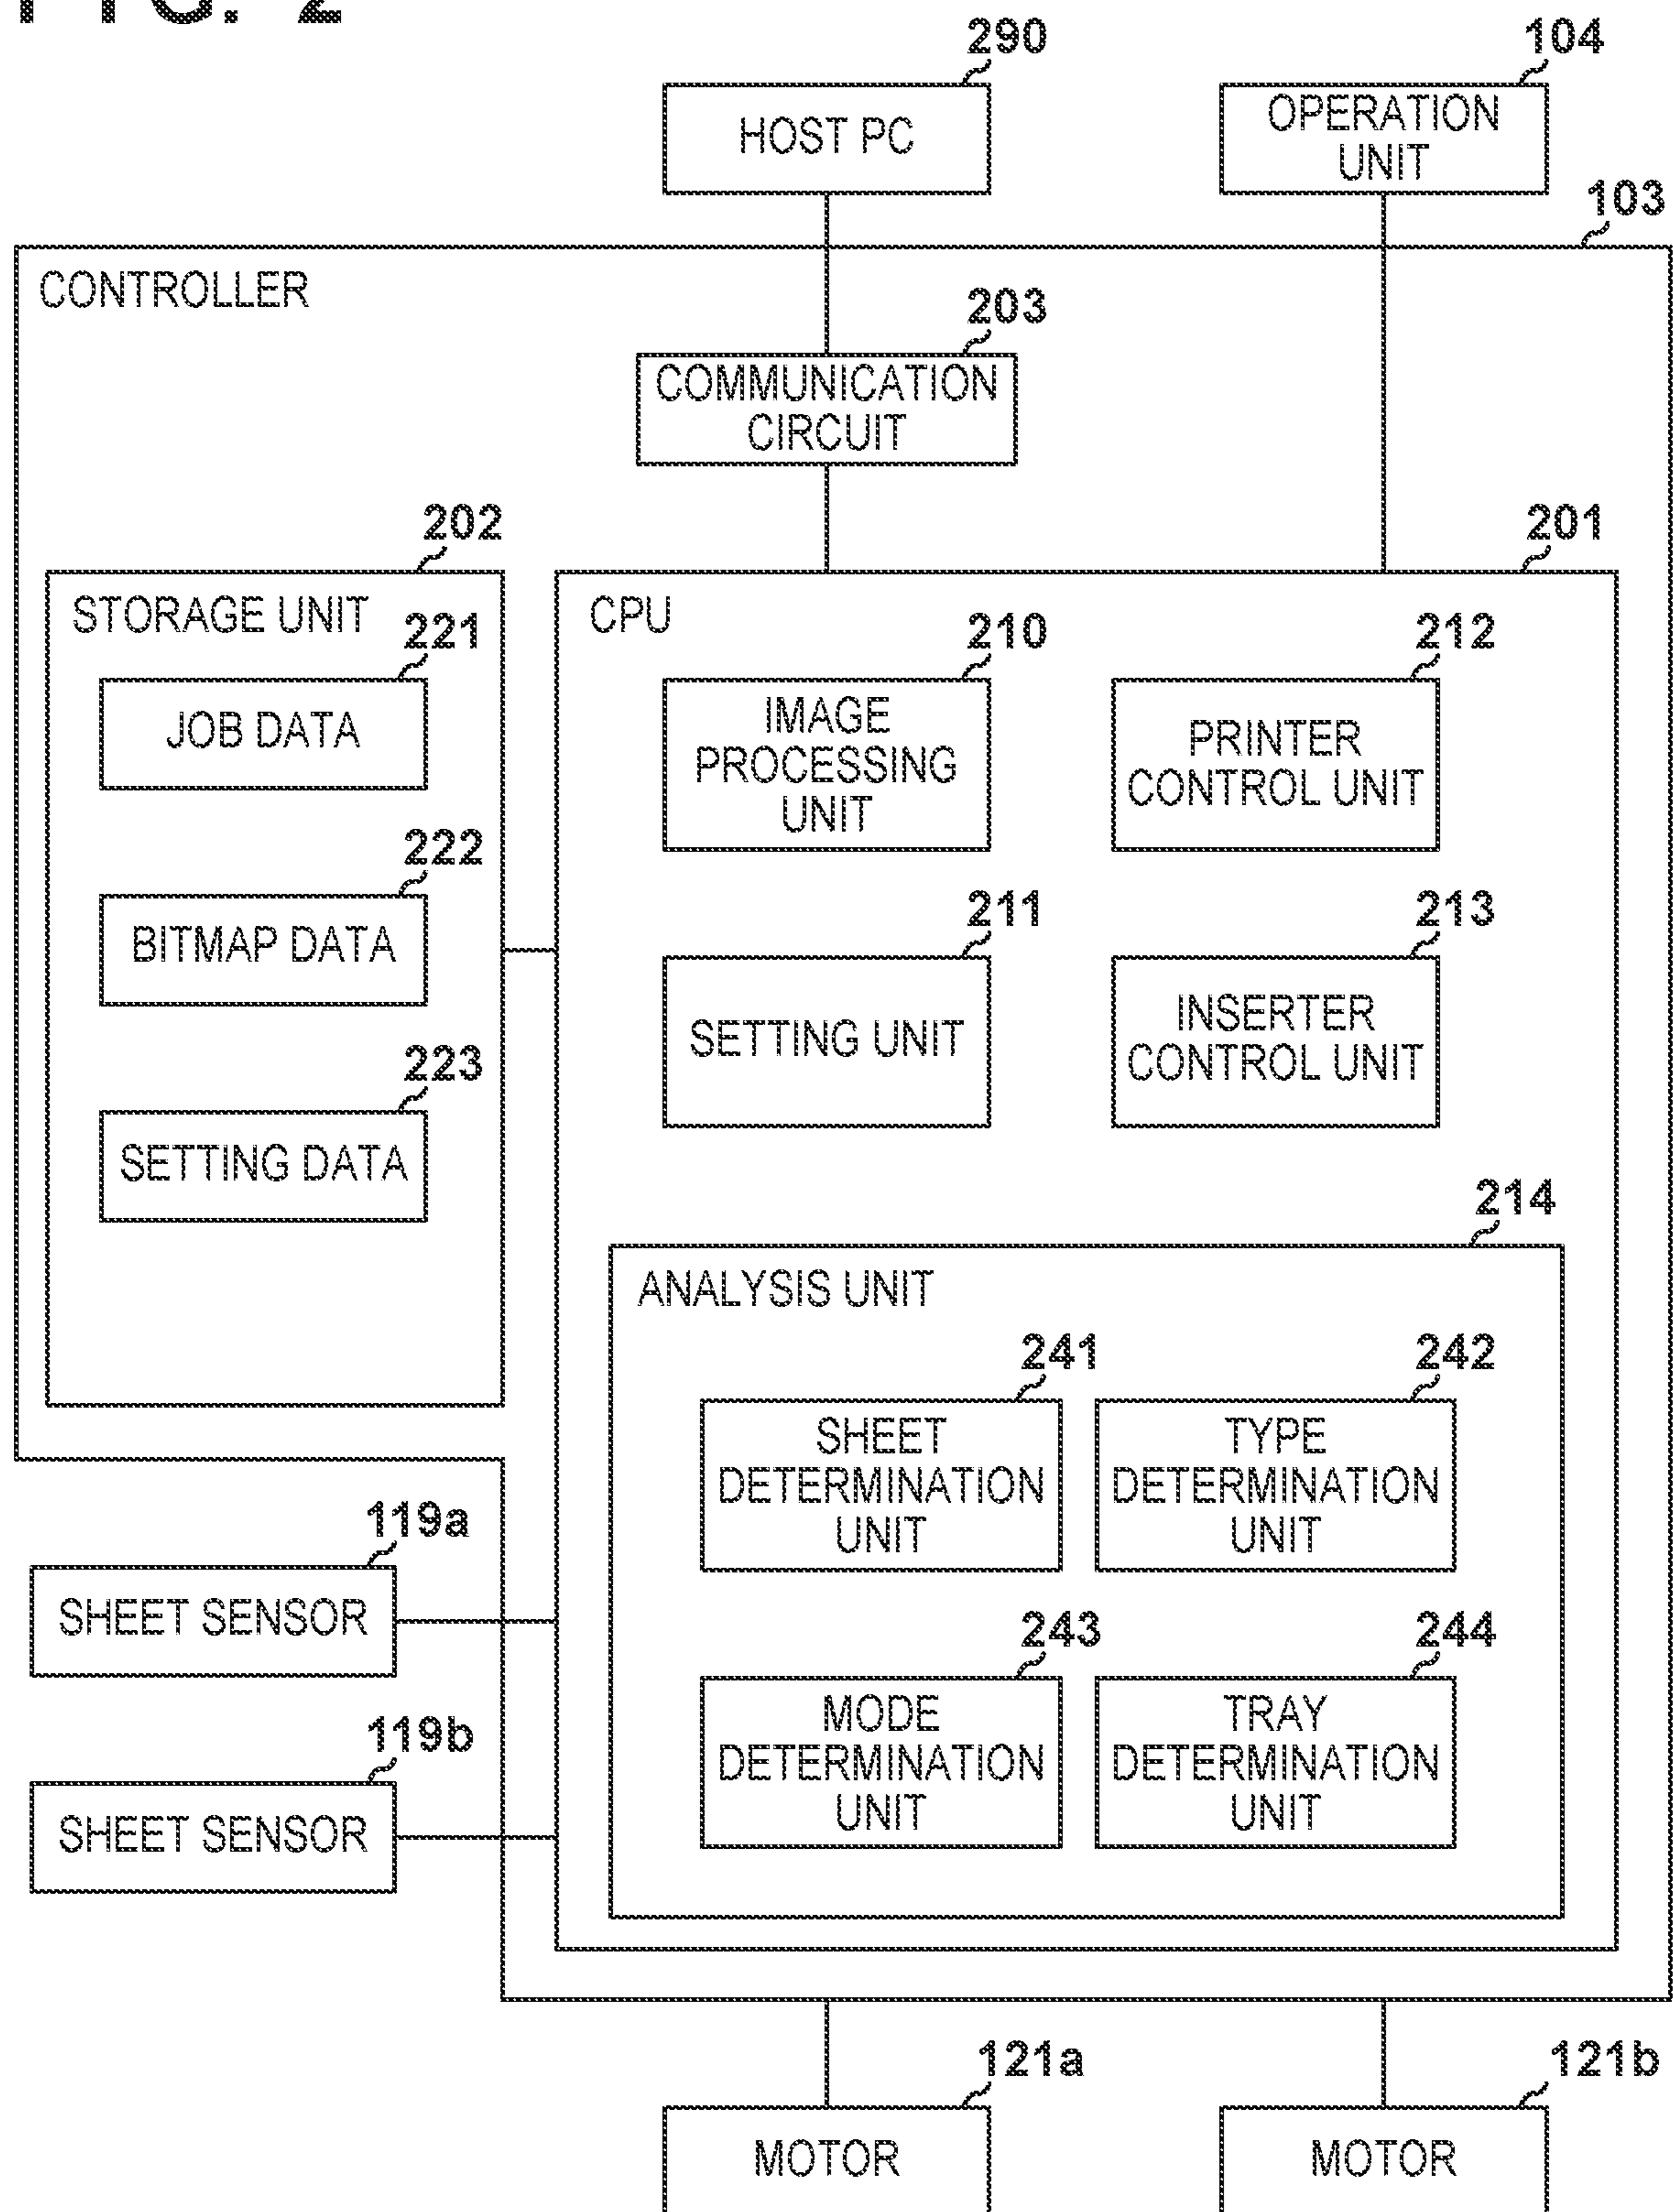 FIG. 2
290
HOST PC
104
OPERATION
UNIT
103
CONTROLLER
203
COMMUNICATION
CIRCUIT
202
STORAGE UNIT
221
JOB DATA
222
BITMAP DATA
223
SETTING DATA
201
CPU
210
IMAGE
PROCESSING
UNIT
212
PRINTER
CONTROL UNIT
211
SETTING UNIT
213
INSERTER
CONTROL UNIT
214
ANALYSIS UNIT
241
SHEET
DETERMINATION
UNIT
242
TYPE
DETERMINATION
UNIT
243
MODE
DETERMINATION
UNIT
244
TRAY
DETERMINATION
UNIT
119a
SHEET SENSOR
119b
SHEET SENSOR
121a
MOTOR
121b
MOTOR